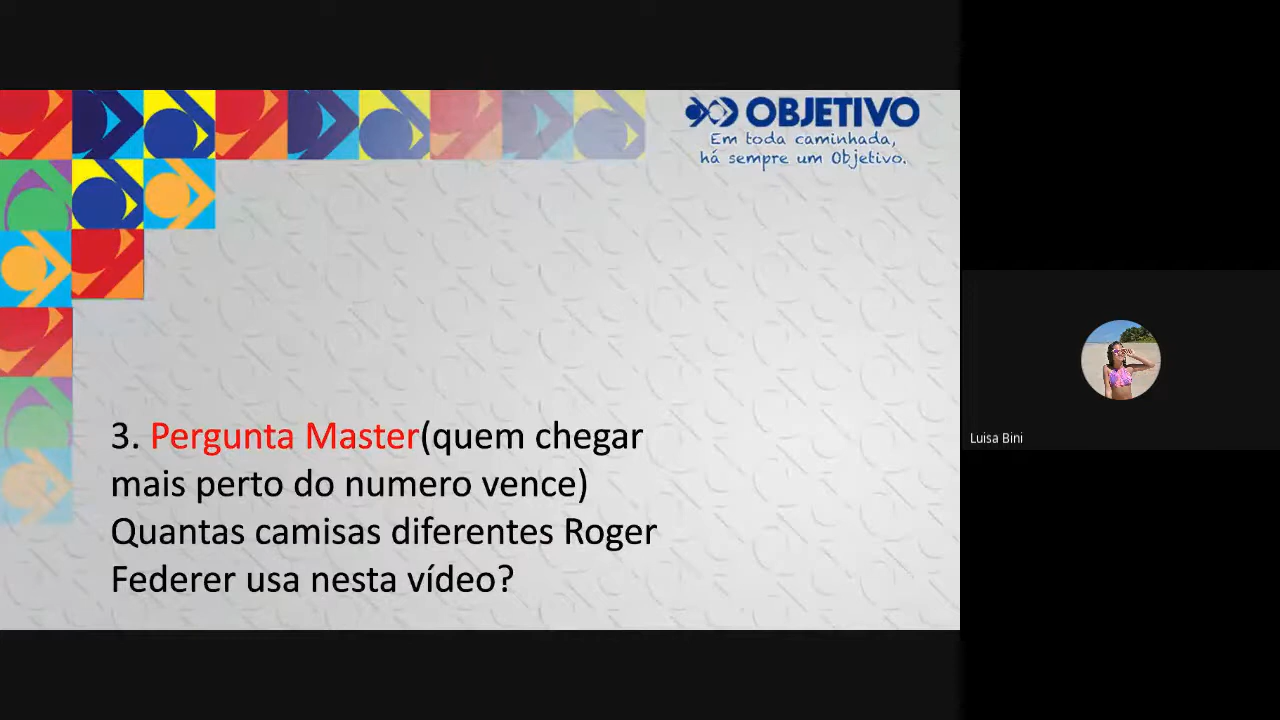 OBJETIVO
Em toda caminhada,
há sempre um Objetivo.
3. Pergunta Master(quem chegar
mais perto do numero vence)
Quantas camisas diferentes Roger
Federer usa nesta vídeo?
Luisa Bini